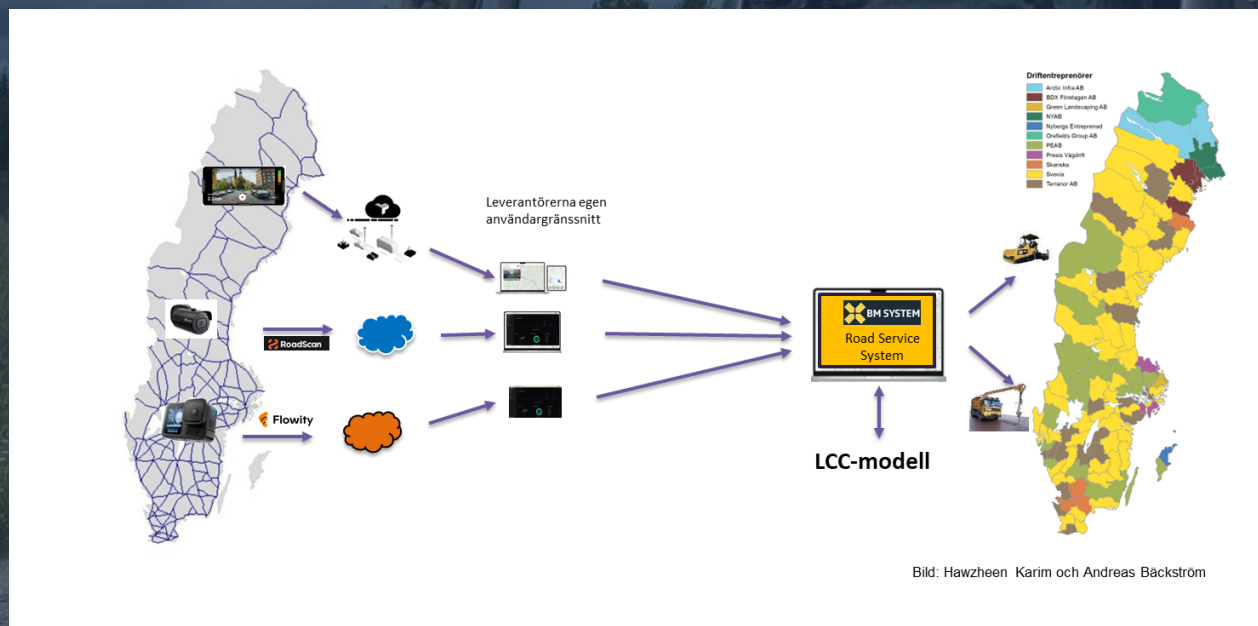 Driftentreprenörer
Arctic Infra AB
BDX Företagen AB
Green Landscaping AB
NYAB
Nybergs Entreprenad
Orefields Group AB
PEAB
Presis Vägdrift
Skanska
Svevia
Terranor AB
Leverantörerna egen
användargränssnitt
BM SYSTEM
Road Service
System
RoadScan
Flowity
LCC-modell
Bild: Hawzheen Karim och Andreas Bäckström